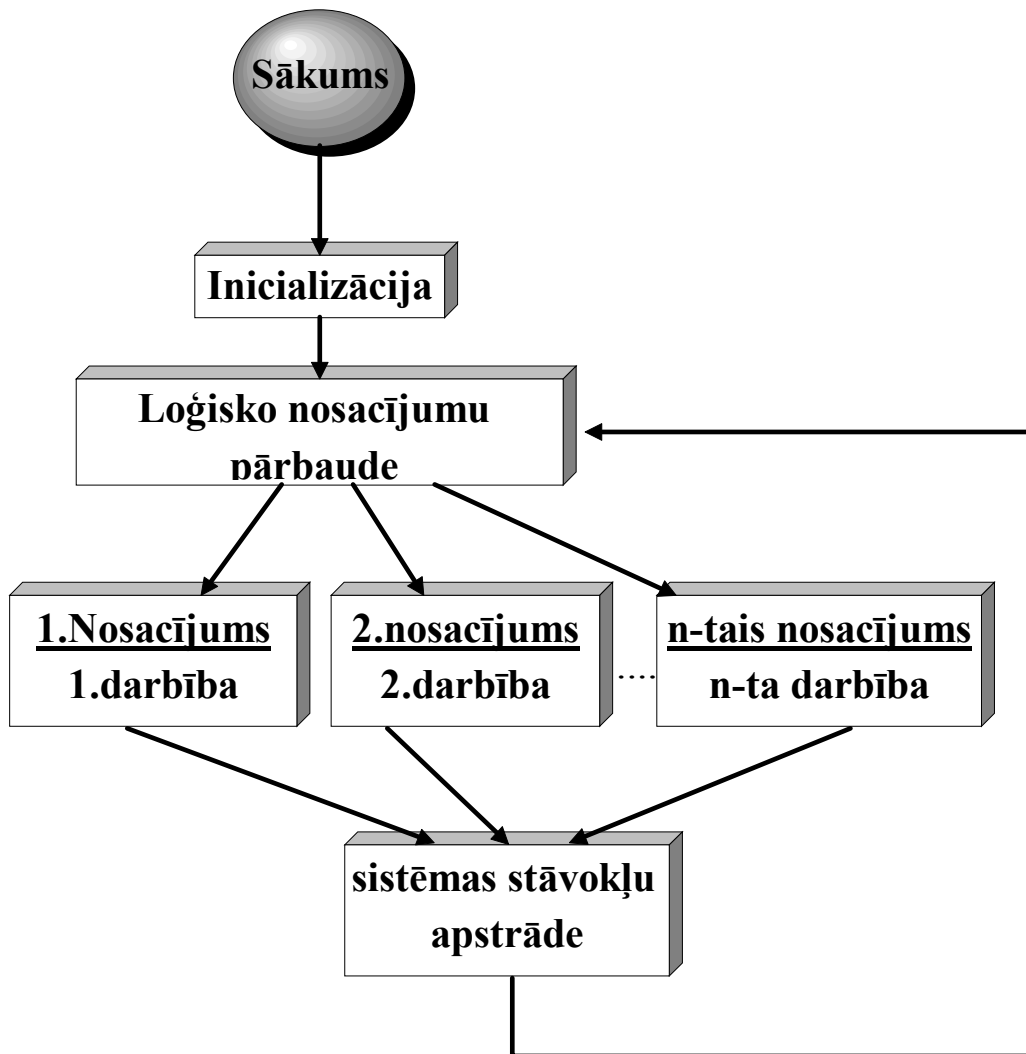 Sākums
Inicializācija
Loģisko nosacījumu
pārbaude
1.Nosacījums
1.darbība
2.nosacījums
2.darbība
....
n-tais nosacījums
n-ta darbība
sistēmas stāvokļu
apstrāde